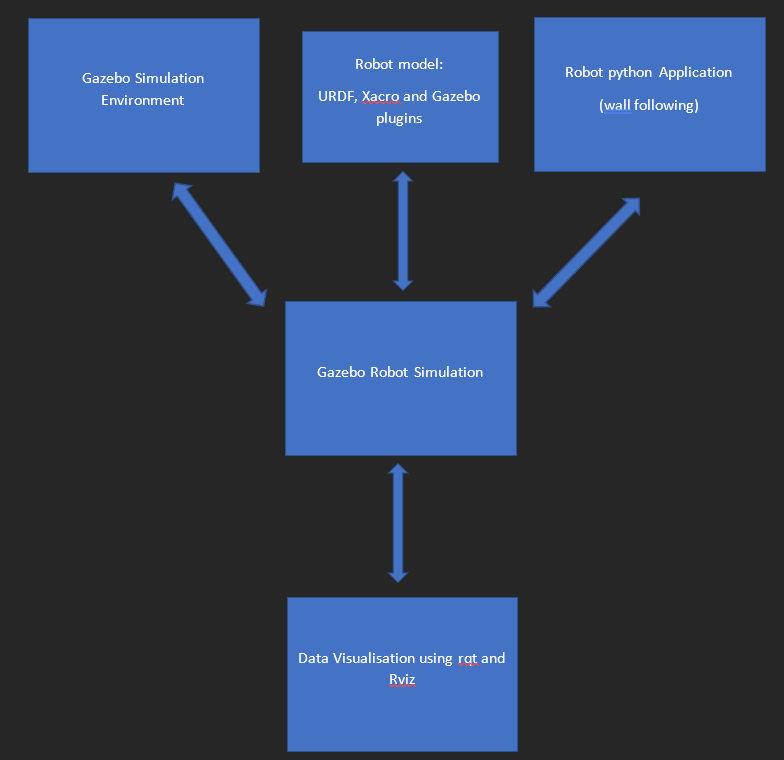 Gazebo Simulation
Environment
Robot model:
URDF, Xacro and Gazebo
plugins
Robot python Application
(wall following)
Gazebo Robot Simulation
Data Visualisation using rqt and
Rviz